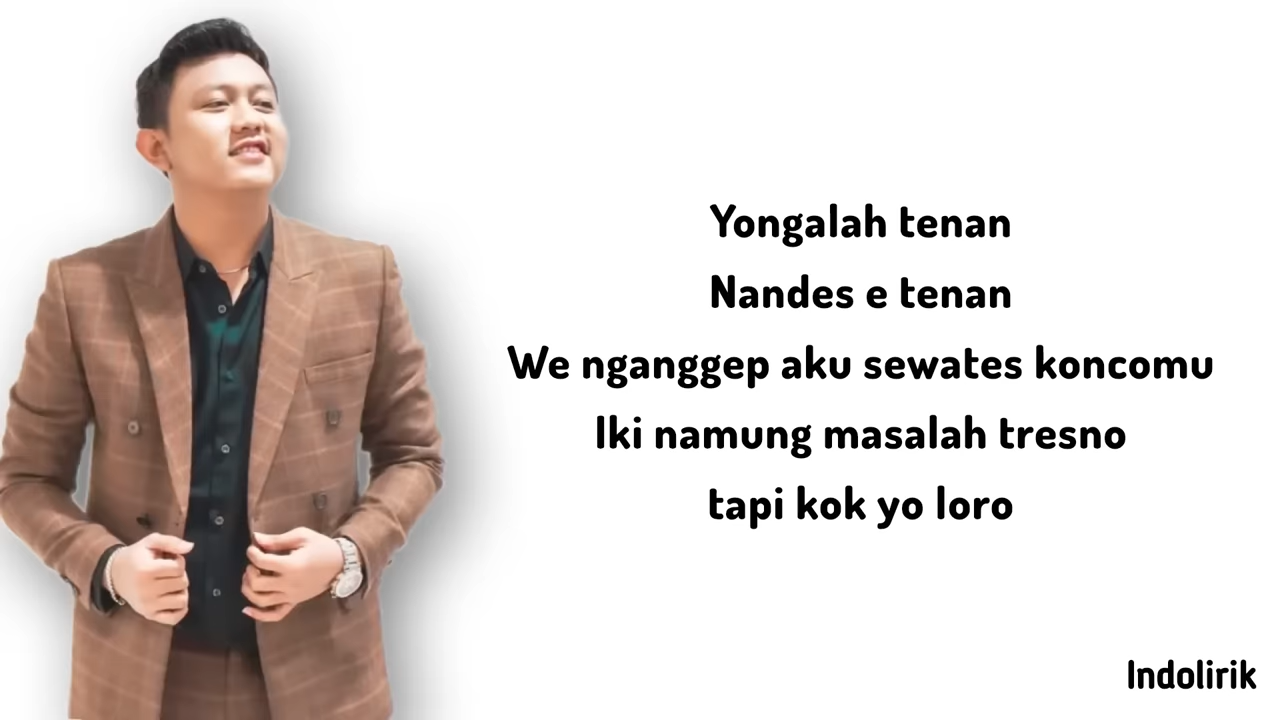 Yongalah tenan
Nandes e tenan
We nganggep aku sewates koncomu
Iki namung masalah tresno
tapi kok yo loro
Indolirik